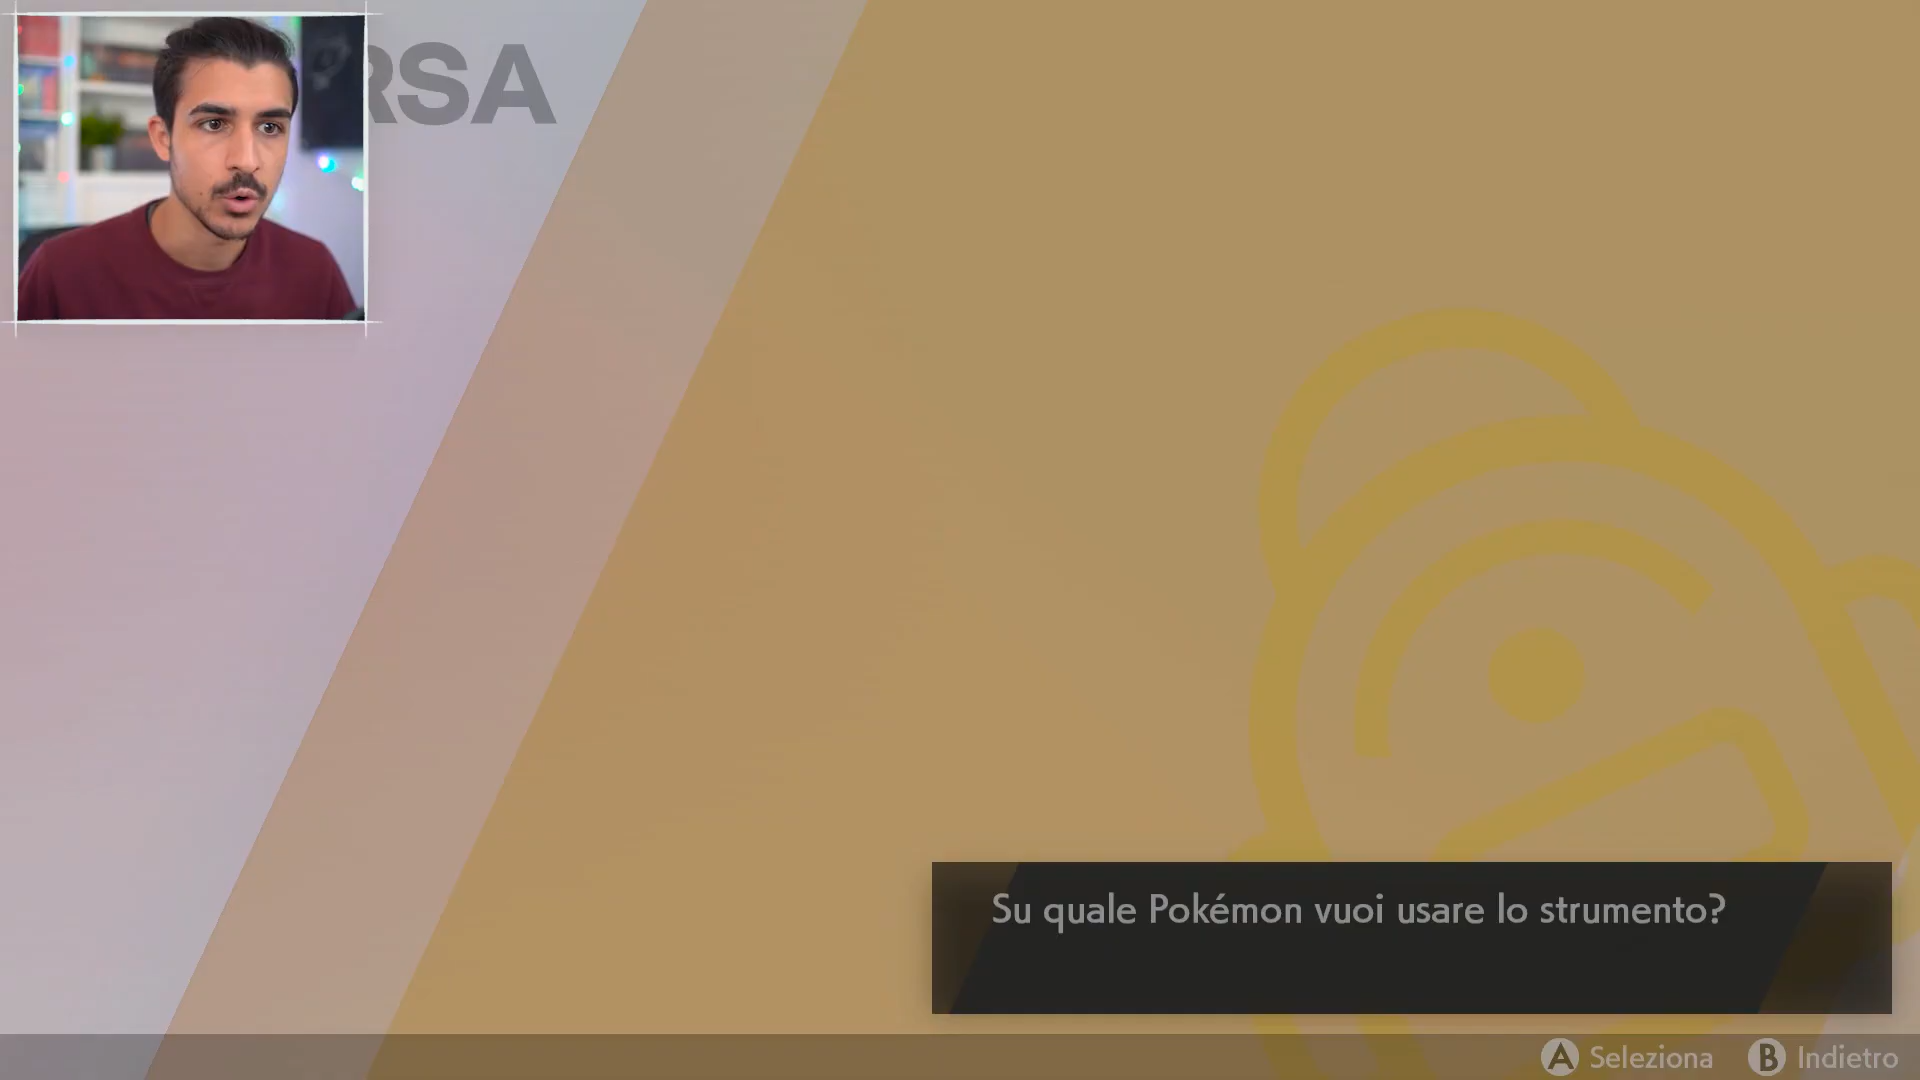 RSA
Su quale Pokémon vuoi usare lo strumento?
A Seleziona B Indietro